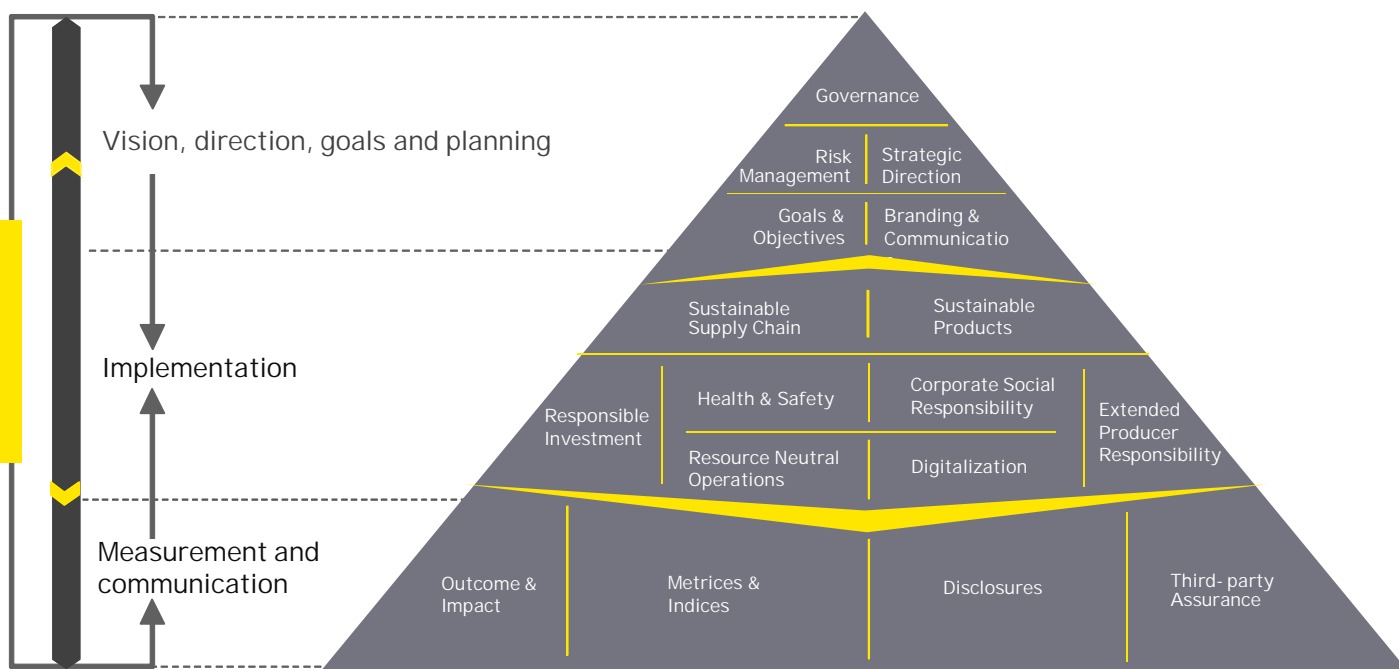 Governance
Vision, direction, goals and planning
Risk
Management
Strategic
Direction
Goals &
Objectives
Branding &
Communicatio
Sustainable
Supply Chain
Sustainable
Products
Implementation
Responsible
Investment
Health & Safety
Corporate Social
Responsibility
Extended
Producer
Responsibility
Resource Neutral
Operations
Digitalization
Measurement and
communication
Outcome &
Impact
Metrices &
Indices
Disclosures
Third- party
Assurance